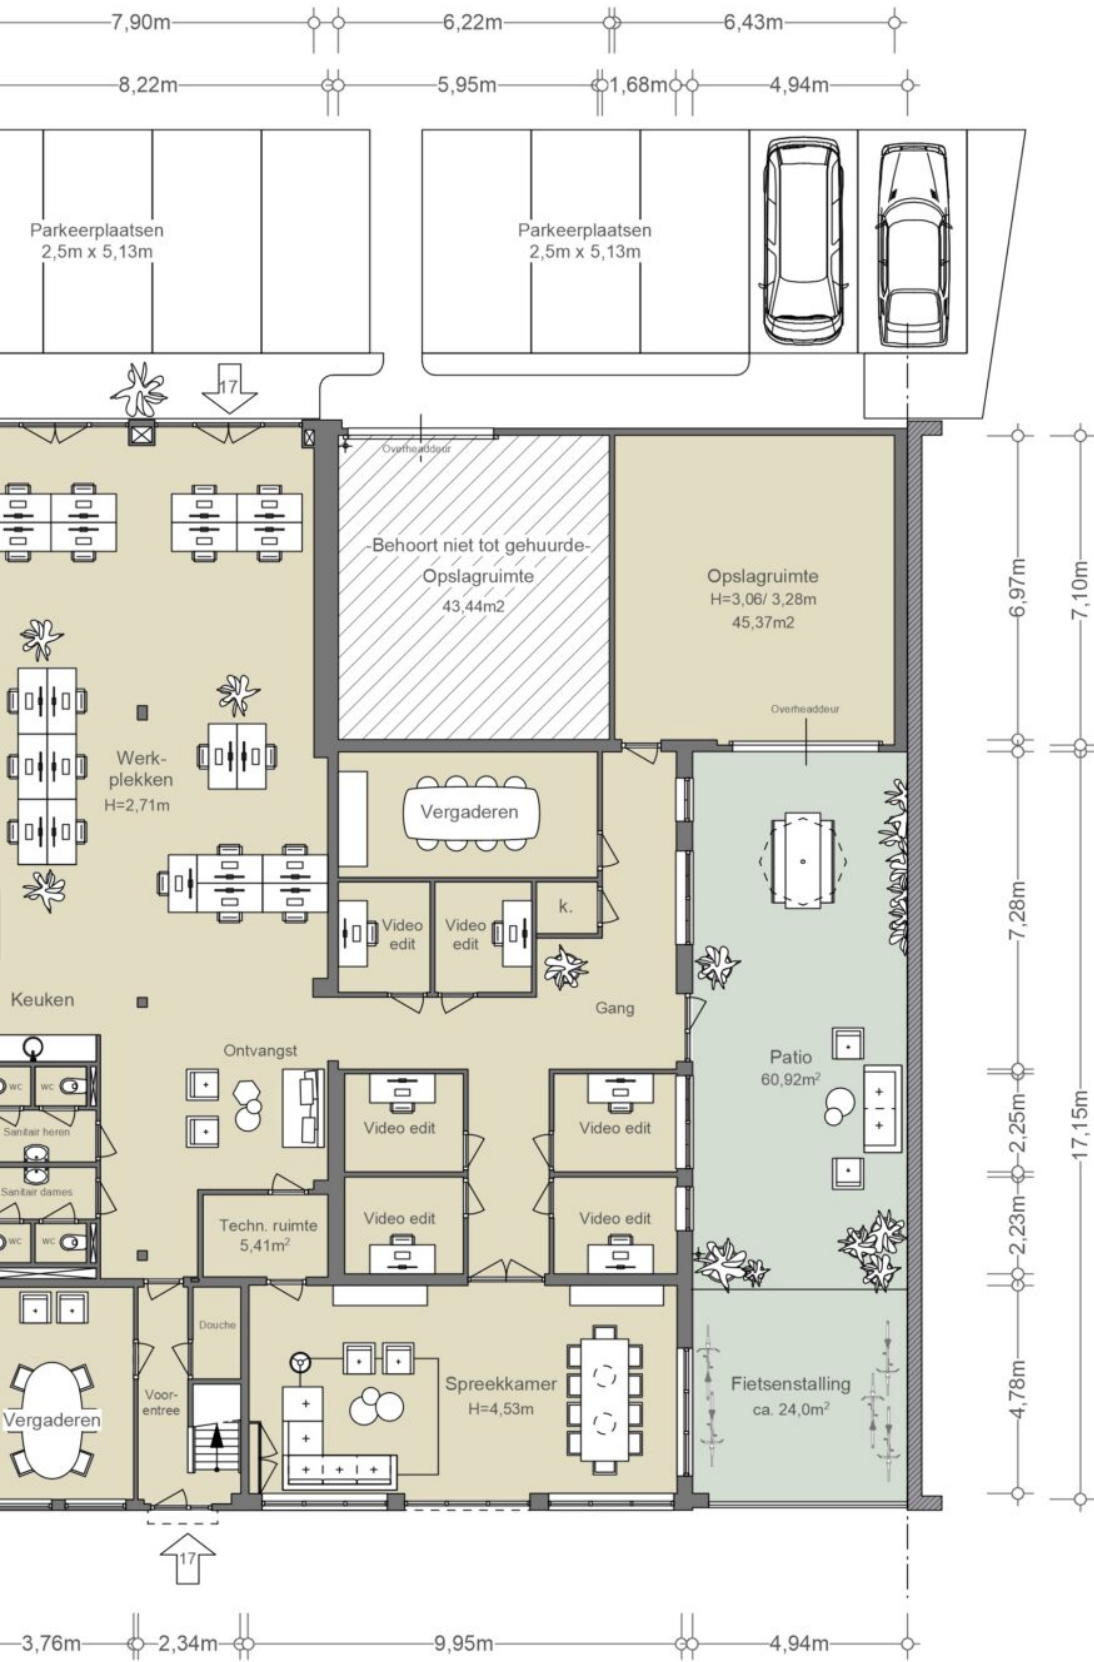 7,90m
6,22m
6,43m
8,22m
5,95m
1,68m
4,94m
Parkeerplaatsen
2,5m x 5,13m
Parkeerplaatsen
2,5m x 5,13m
17
Overheaddeur
-Behoort niet tot gehuurde-
Opslagruimte
43,44m2
Opslagruimte
H=3,06/ 3,28m
45,37m2
Overheaddeur
6,97m
7,10m
Werk-
plekken
H=2,71m
Vergaderen
k.
Video
edit
Video
edit
7,28m
Keuken
Gang
Ontvangst
Patio
60,92m²
wc
wc
Sanitair heren
Video edit
Video edit
2,25m
17,15m
Sanitair dames
Techn. ruimte
5,41m²
Video edit
Video edit
2,23m
wc
wc
Douche
Voor-
entree
Vergaderen
Spreekkamer
H=4,53m
Fietsenstalling
ca. 24,0m²
4,78m
17
3,76m
2,34m
9,95m
4,94m